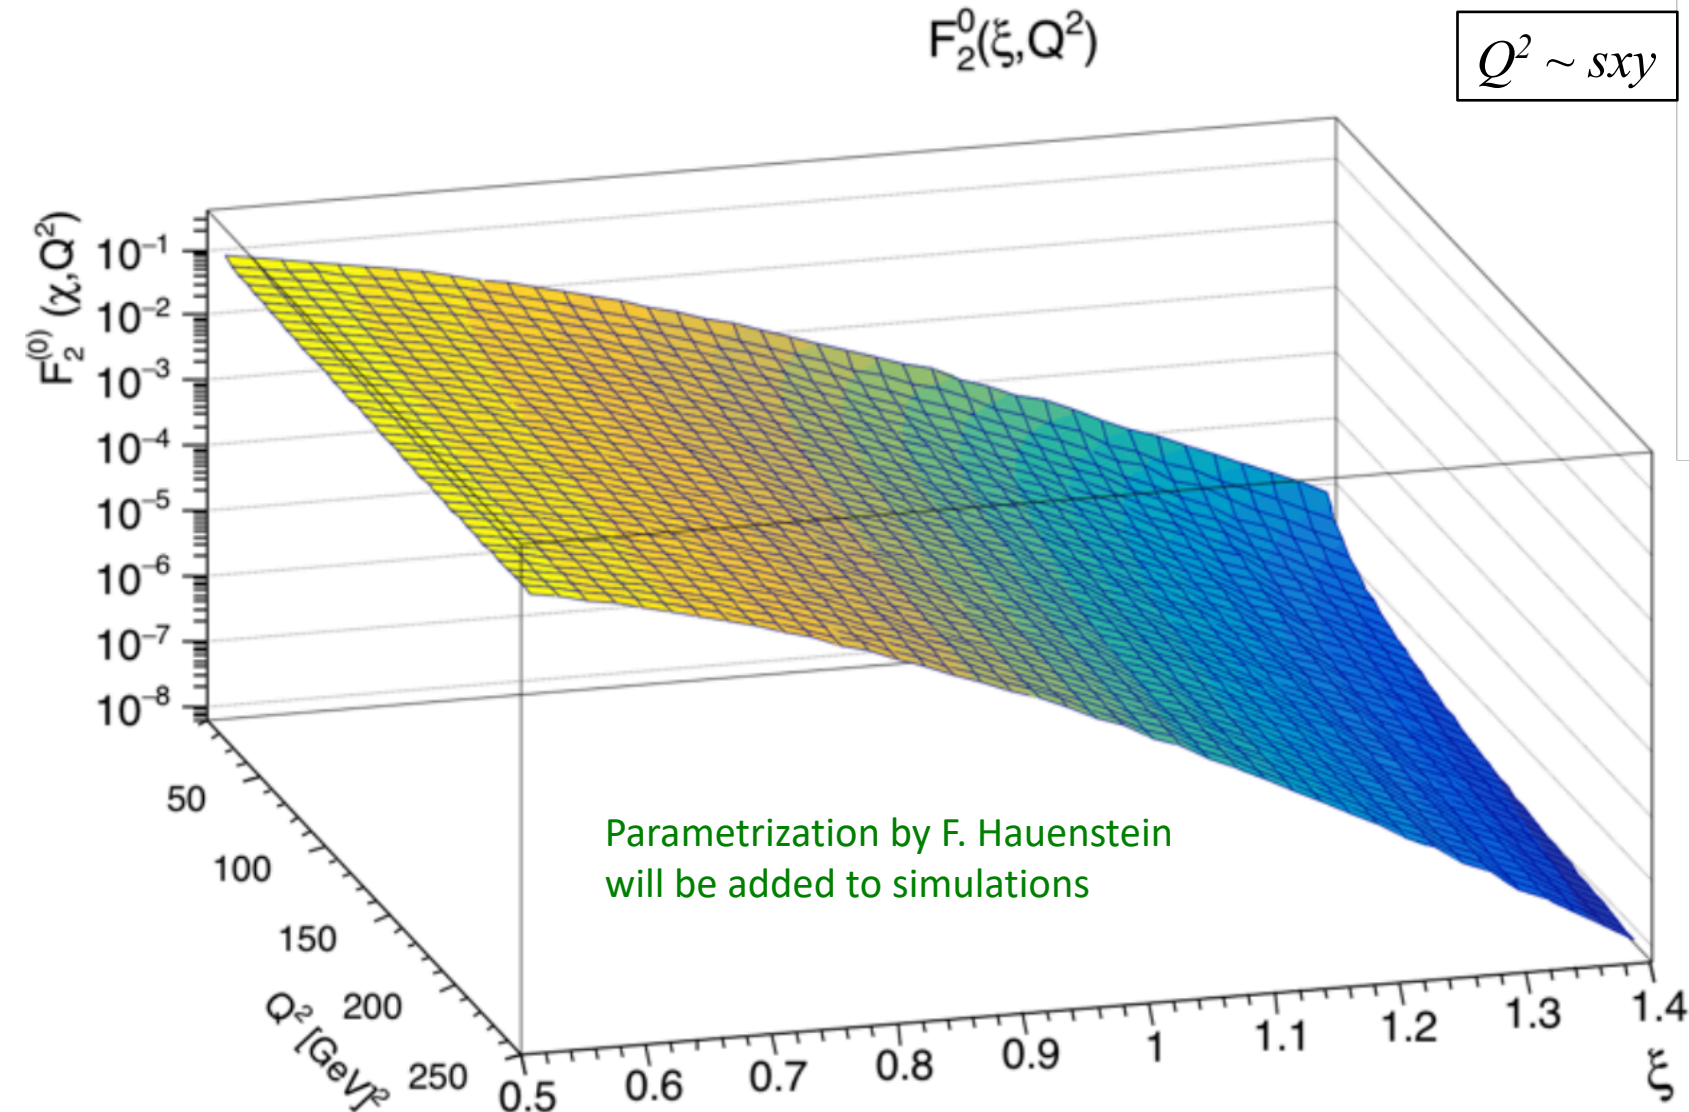 F₂⁰(ξ,Q²)
Q² ~ sxy
F₂⁽⁰⁾ (χ,Q²)
10⁻¹
10⁻²
10⁻³
10⁻⁴
10⁻⁵
10⁻⁶
10⁻⁷
10⁻⁸
50
100
150
200
250
Q² [GeV]²
Parametrization by F. Hauenstein
will be added to simulations
0.5 0.6 0.7 0.8 0.9 1 1.1 1.2 1.3 1.4
ξ